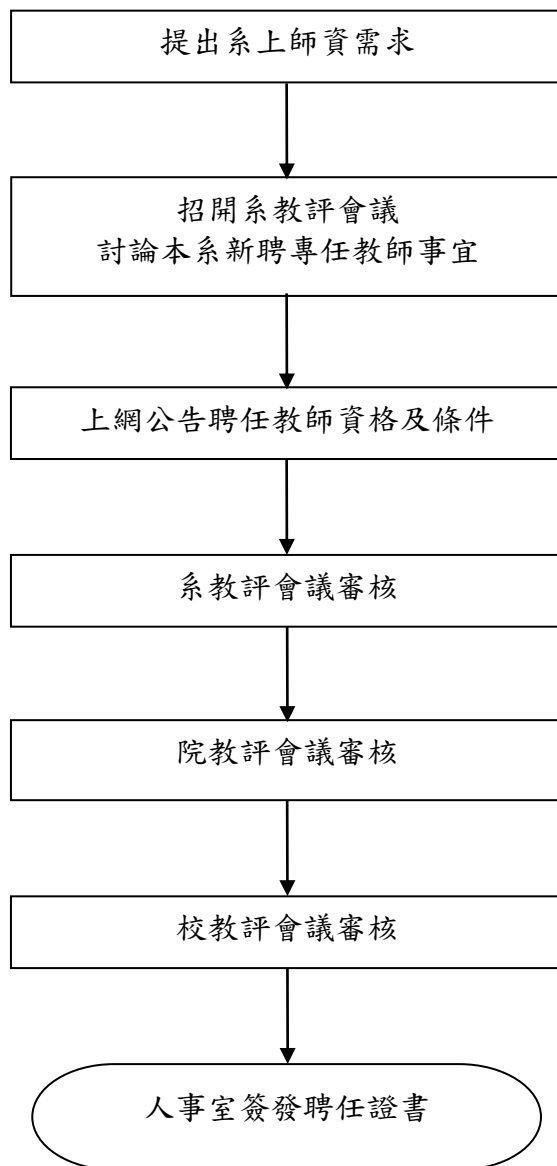 提出系上師資需求
招開系教評會議
討論本系新聘專任教師事宜
上網公告聘任教師資格及條件
系教評會議審核
院教評會議審核
校教評會議審核
人事室簽發聘任證書